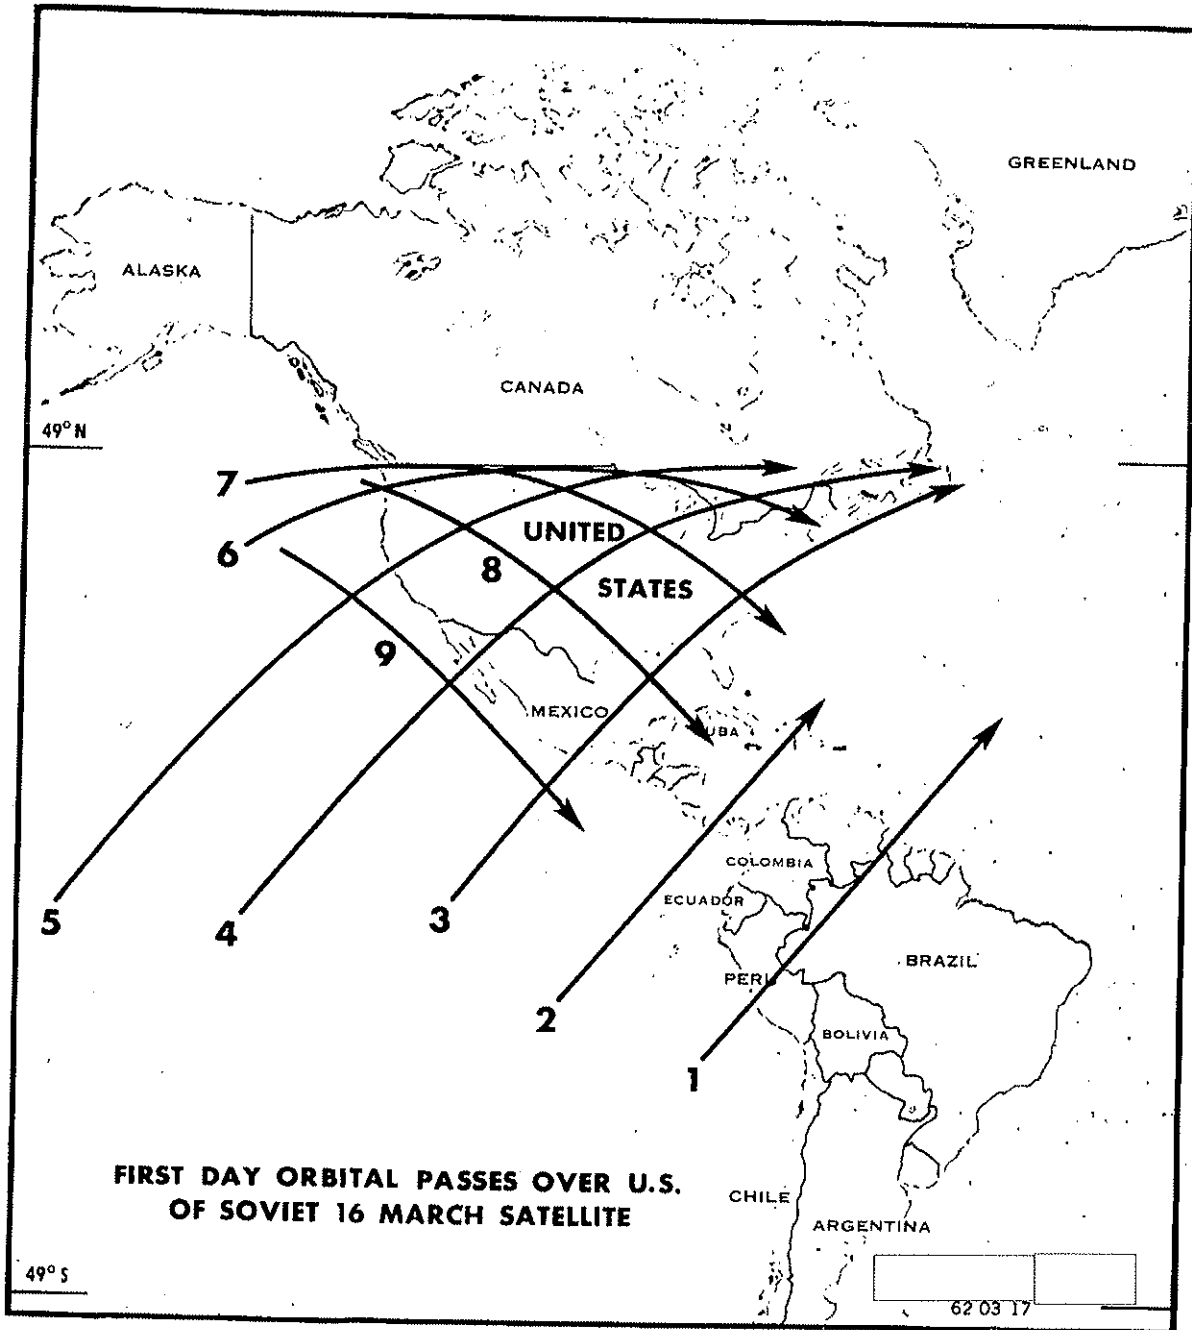 GREENLAND
ALASKA
CANADA
49° N
7
6
UNITED
8
STATES
9
MEXICO
UBA
COLOMBIA
ECUADOR
5
4
3
BRAZIL
PERU
2
BOLIVIA
1
FIRST DAY ORBITAL PASSES OVER U.S.
OF SOVIET 16 MARCH SATELLITE
CHILE
ARGENTINA
49° S
62 03 17